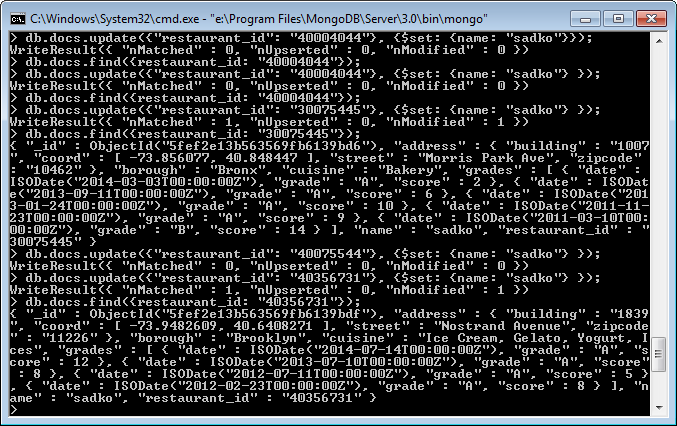 C:\Windows\System32\cmd.exe - "e:\Program Files\MongoDB\Server\3.0\bin\mongo"
> db.docs.update({"restaurant_id": "40004044"}, {$set: {name: "sadko"}});
WriteResult({ "nMatched" : 0, "nUpserted" : 0, "nModified" : 0 })
> db.docs.find({restaurant_id: "40004044"});
> db.docs.update({"restaurant_id": "40004044"}, {$set: {name: "sadko"} });
WriteResult({ "nMatched" : 0, "nUpserted" : 0, "nModified" : 0 })
> db.docs.find({restaurant_id: "40004044"});
> db.docs.update({"restaurant_id": "30075445"}, {$set: {name: "sadko"} });
WriteResult({ "nMatched" : 1, "nUpserted" : 0, "nModified" : 1 })
> db.docs.find({restaurant_id: "30075445"});
{ "_id" : ObjectId("5fef2e13b563569fb6139bd6"), "address" : { "building" : "1007
", "coord" : [ -73.856077, 40.848447 ], "street" : "Morris Park Ave", "zipcode"
: "10462" }, "borough" : "Bronx", "cuisine" : "Bakery", "grades" : [ { "date" :
ISODate("2014-03-03T00:00:00Z"), "grade" : "A", "score" : 2 }, { "date" : ISODat
e("2013-09-11T00:00:00Z"), "grade" : "A", "score" : 6 }, { "date" : ISODate("201
3-01-24T00:00:00Z"), "grade" : "A", "score" : 10 }, { "date" : ISODate("2011-11-
23T00:00:00Z"), "grade" : "A", "score" : 9 }, { "date" : ISODate("2011-03-10T00:
00:00Z"), "grade" : "B", "score" : 14 } ], "name" : "sadko", "restaurant_id" : "
30075445" }
> db.docs.update({"restaurant_id": "40075544"}, {$set: {name: "sadko"} });
WriteResult({ "nMatched" : 0, "nUpserted" : 0, "nModified" : 0 })
> db.docs.update({"restaurant_id": "40356731"}, {$set: {name: "sadko"} });
WriteResult({ "nMatched" : 1, "nUpserted" : 0, "nModified" : 1 })
> db.docs.find({restaurant_id: "40356731"});
{ "_id" : ObjectId("5fef2e13b563569fb6139bdf"), "address" : { "building" : "1839
", "coord" : [ -73.9482609, 40.6408271 ], "street" : "Nostrand Avenue", "zipcode
" : "11226" }, "borough" : "Brooklyn", "cuisine" : "Ice Cream, Gelato, Yogurt, I
ces", "grades" : [ { "date" : ISODate("2014-07-14T00:00:00Z"), "grade" : "A", "s
core" : 12 }, { "date" : ISODate("2013-07-10T00:00:00Z"), "grade" : "A", "score"
: 8 }, { "date" : ISODate("2012-07-11T00:00:00Z"), "grade" : "A", "score" : 5 }
, { "date" : ISODate("2012-02-23T00:00:00Z"), "grade" : "A", "score" : 8 } ], "n
ame" : "sadko", "restaurant_id" : "40356731" }
>